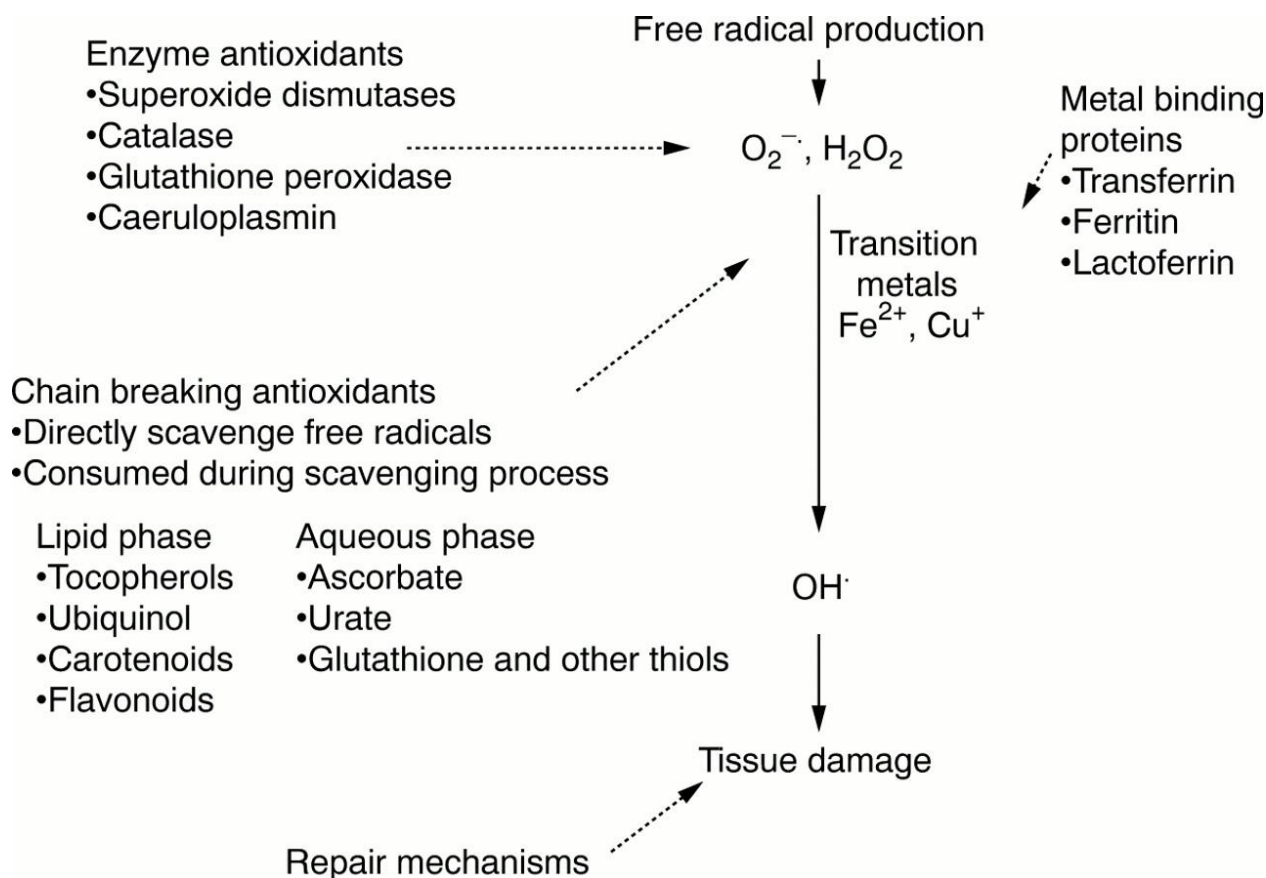 Free radical production
Enzyme antioxidants
•Superoxide dismutases
•Catalase
•Glutathione peroxidase
•Caeruloplasmin
O₂⁻·, H₂O₂
Metal binding
proteins
•Transferrin
•Ferritin
•Lactoferrin
Transition
metals
Fe²⁺, Cu⁺
Chain breaking antioxidants
•Directly scavenge free radicals
•Consumed during scavenging process
Lipid phase
•Tocopherols
•Ubiquinol
•Carotenoids
•Flavonoids
Aqueous phase
•Ascorbate
•Urate
•Glutathione and other thiols
OH·
Tissue damage
Repair mechanisms